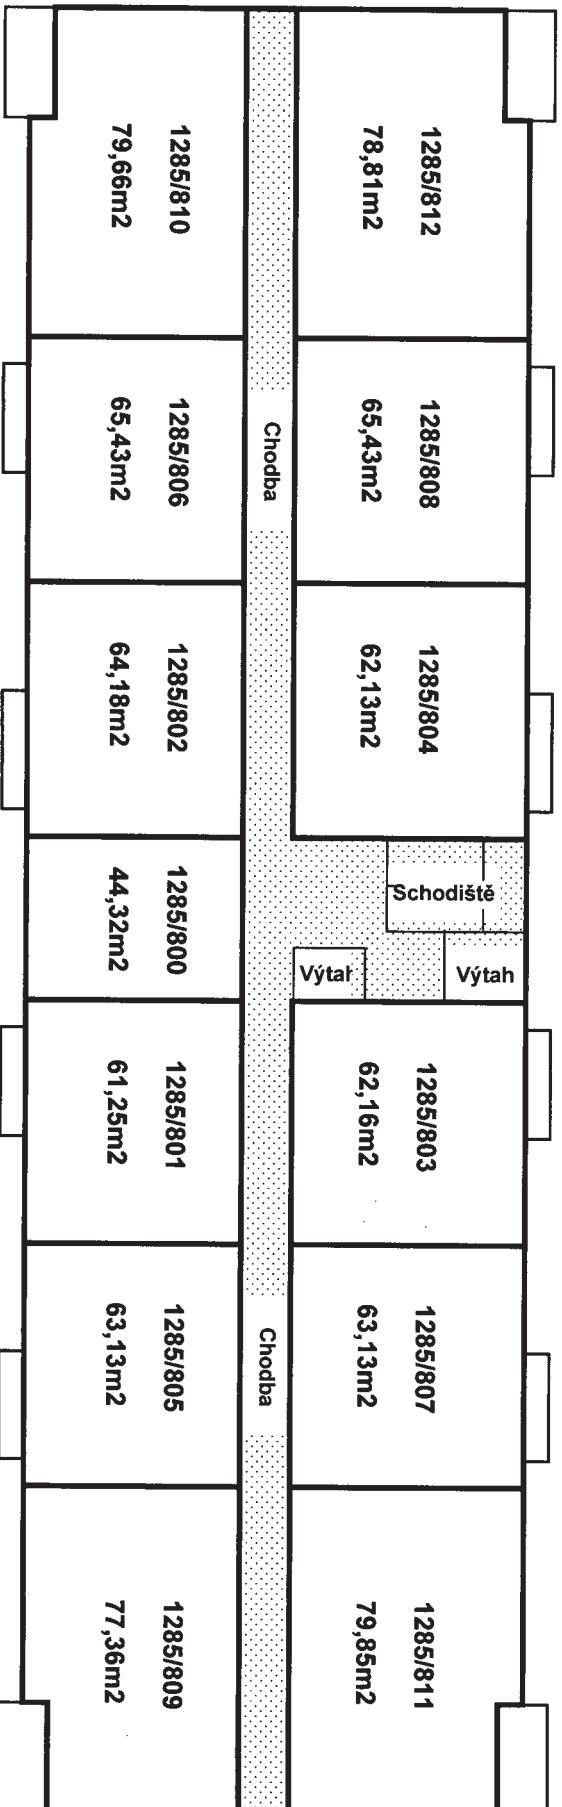 1285/812
78,81m2
1285/810
79,66m2
1285/808
65,43m2
Chodba
1285/806
65,43m2
1285/804
62,13m2
1285/802
64,18m2
Schodiště
Výtah
Výtah
1285/800
44,32m2
1285/803
62,16m2
1285/801
61,25m2
1285/807
63,13m2
Chodba
1285/805
63,13m2
1285/811
79,85m2
1285/809
77,36m2